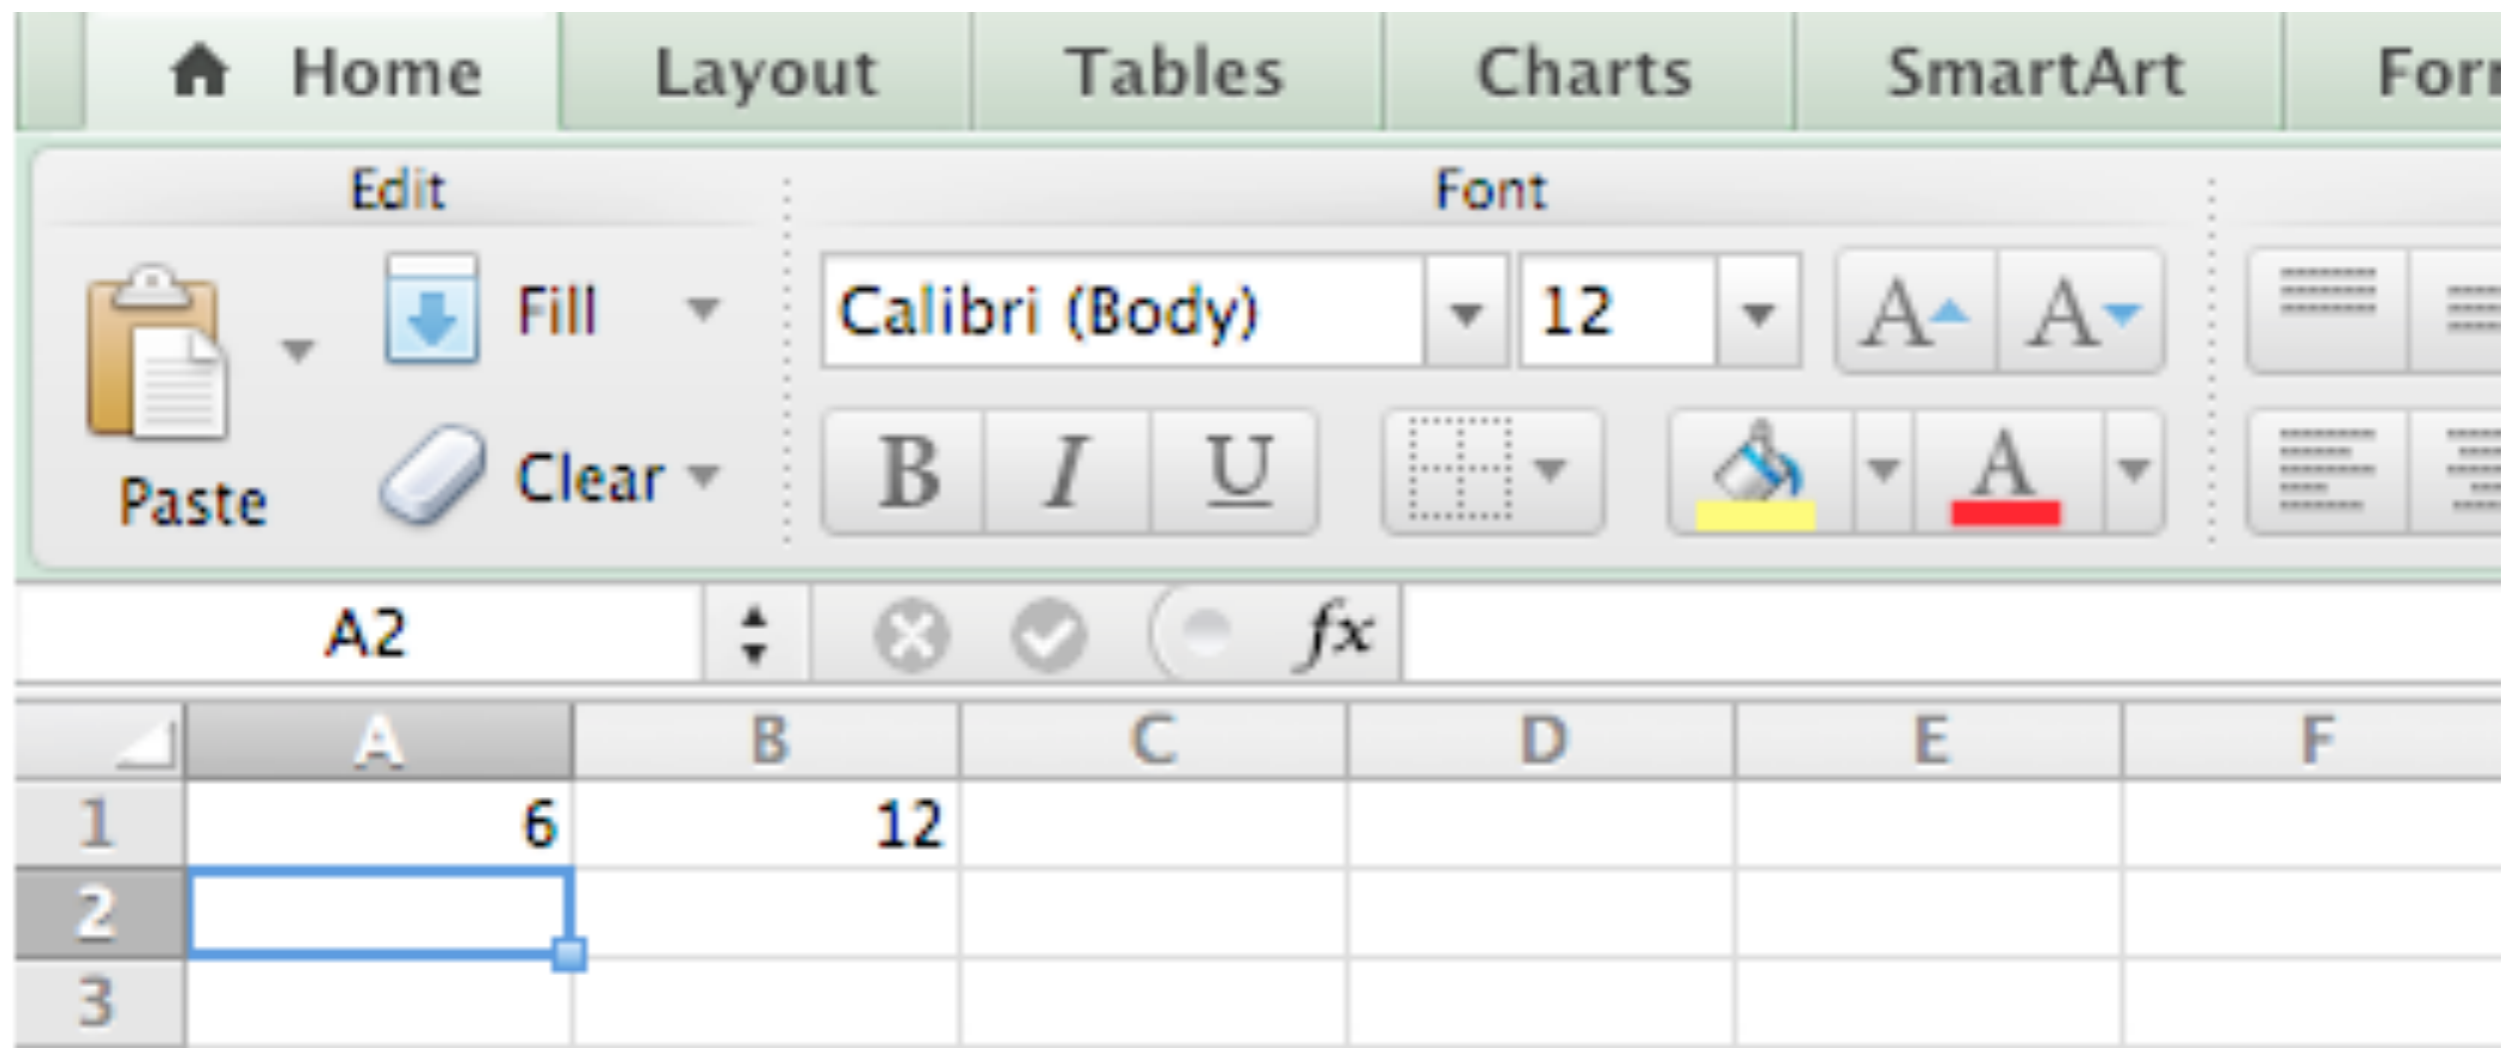 Home Layout Tables Charts SmartArt
Edit Font
Fill Calibri (Body) 12 A A
Paste Clear B I U A
A2 fx
A B C D E F
1 6 12
2
3